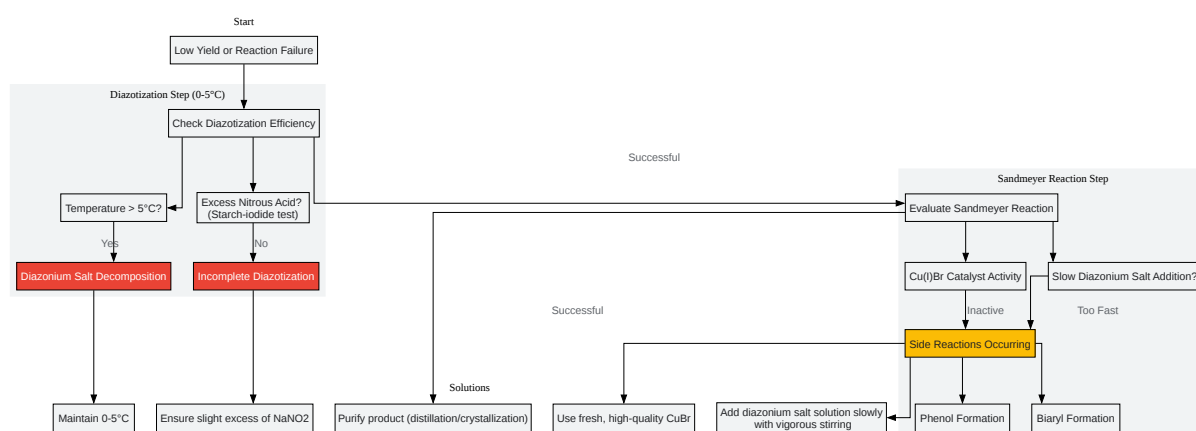 Start
Low Yield or Reaction Failure
Diazotization Step (0-5°C)
Check Diazotization Efficiency
Successful
Sandmeyer Reaction Step
Temperature > 5°C?
Excess Nitrous Acid?
(Starch-iodide test)
Evaluate Sandmeyer Reaction
Yes
No
Diazonium Salt Decomposition
Incomplete Diazotization
Cu(I)Br Catalyst Activity
Slow Diazonium Salt Addition?
Successful
Inactive
Too Fast
Side Reactions Occurring
Solutions
Maintain 0-5°C
Ensure slight excess of NaNO2
Purify product (distillation/crystallization)
Use fresh, high-quality CuBr
Add diazonium salt solution slowly
with vigorous stirring
Phenol Formation
Biaryl Formation